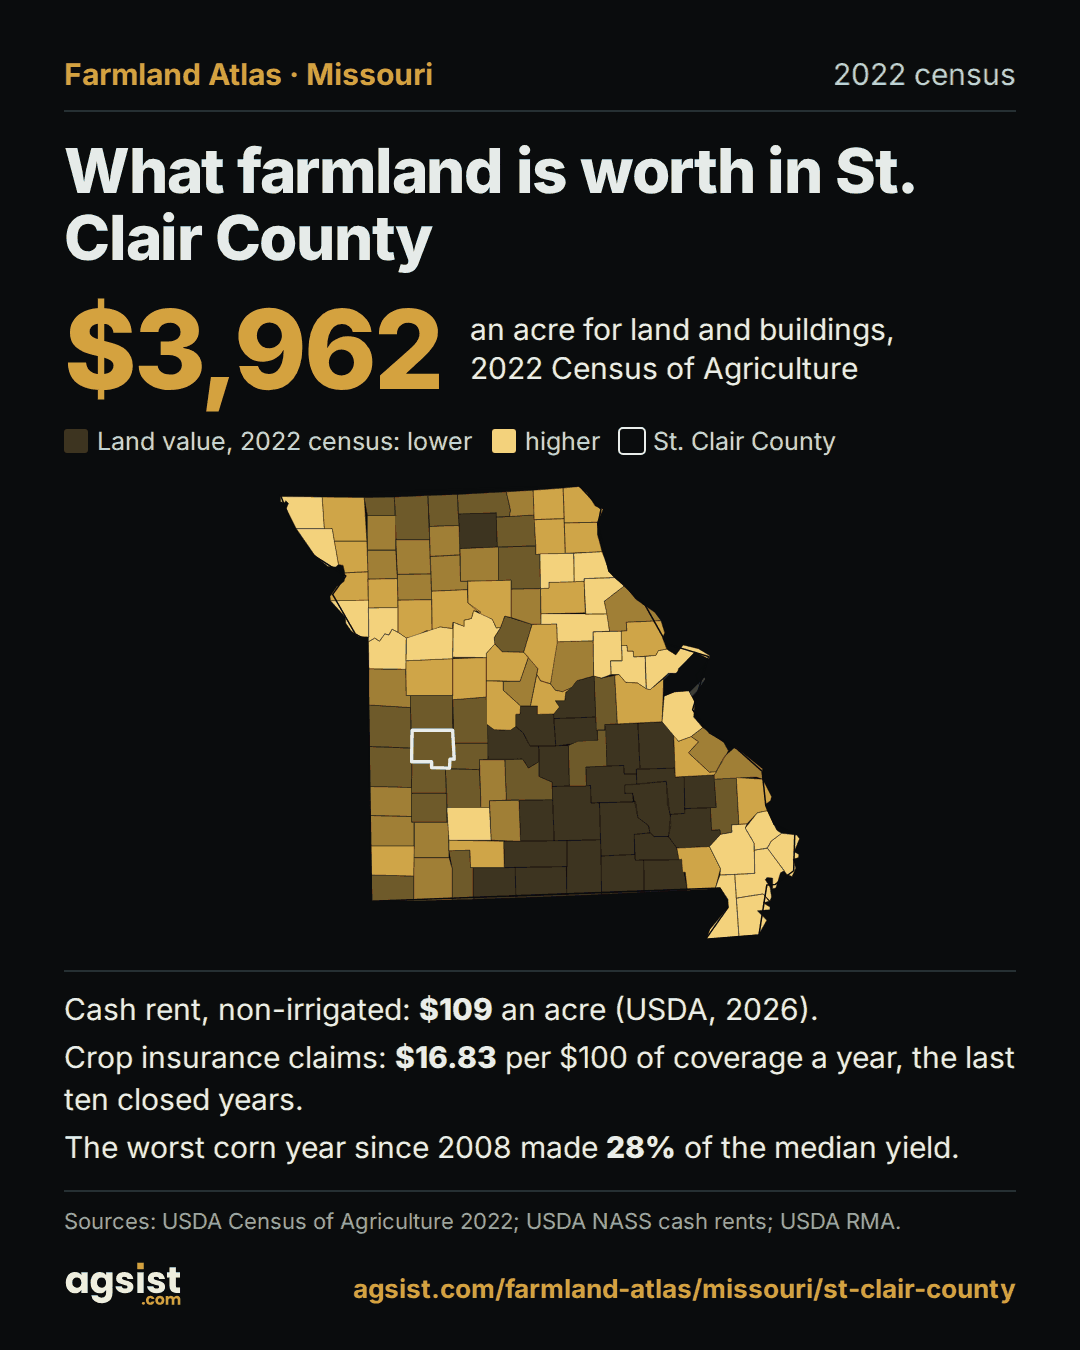 Farmland Atlas · Missouri
2022 census
What farmland is worth in St.
Clair County
$3,962
an acre for land and buildings,
2022 Census of Agriculture
Land value, 2022 census: lower
higher
St. Clair County
Cash rent, non-irrigated: $109 an acre (USDA, 2026).
Crop insurance claims: $16.83 per $100 of coverage a year, the last
ten closed years.
The worst corn year since 2008 made 28% of the median yield.
Sources: USDA Census of Agriculture 2022; USDA NASS cash rents; USDA RMA.
agsist
.com
agsist.com/farmland-atlas/missouri/st-clair-county